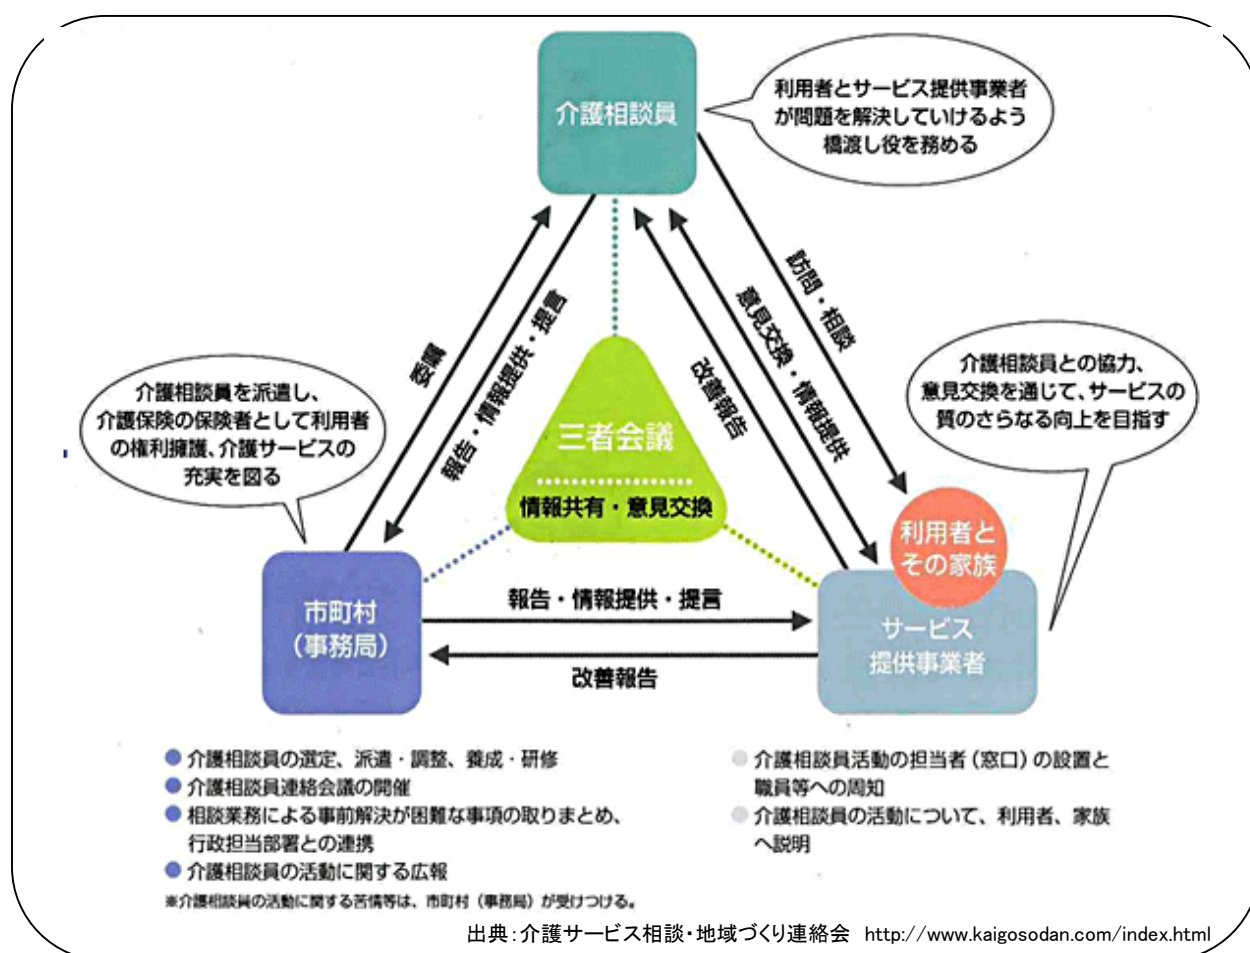 介護相談員
利用者とサービス提供事業者
が問題を解決していけるよう
橋渡し役を務める
委嘱
報告・情報提供・提言
改善報告
意見交換・情報提供
訪問・相談
介護相談員を派遣し、
介護保険の保険者として利用者
の権利擁護、介護サービスの
充実を図る
三者会議
情報共有・意見交換
介護相談員との協力、
意見交換を通じて、サービスの
質のさらなる向上を目指す
利用者と
その家族
市町村
（事務局）
報告・情報提供・提言
改善報告
サービス
提供事業者
介護相談員の選定、派遣・調整、養成・研修
介護相談員連絡会議の開催
相談業務による事前解決が困難な事項の取りまとめ、
行政担当部署との連携
介護相談員の活動に関する広報
※介護相談員の活動に関する苦情等は、市町村（事務局）が受けつける。
介護相談員活動の担当者（窓口）の設置と
職員等への周知
介護相談員の活動について、利用者、家族
へ説明
出典：介護サービス相談・地域づくり連絡会 http://www.kaigosodan.com/index.html